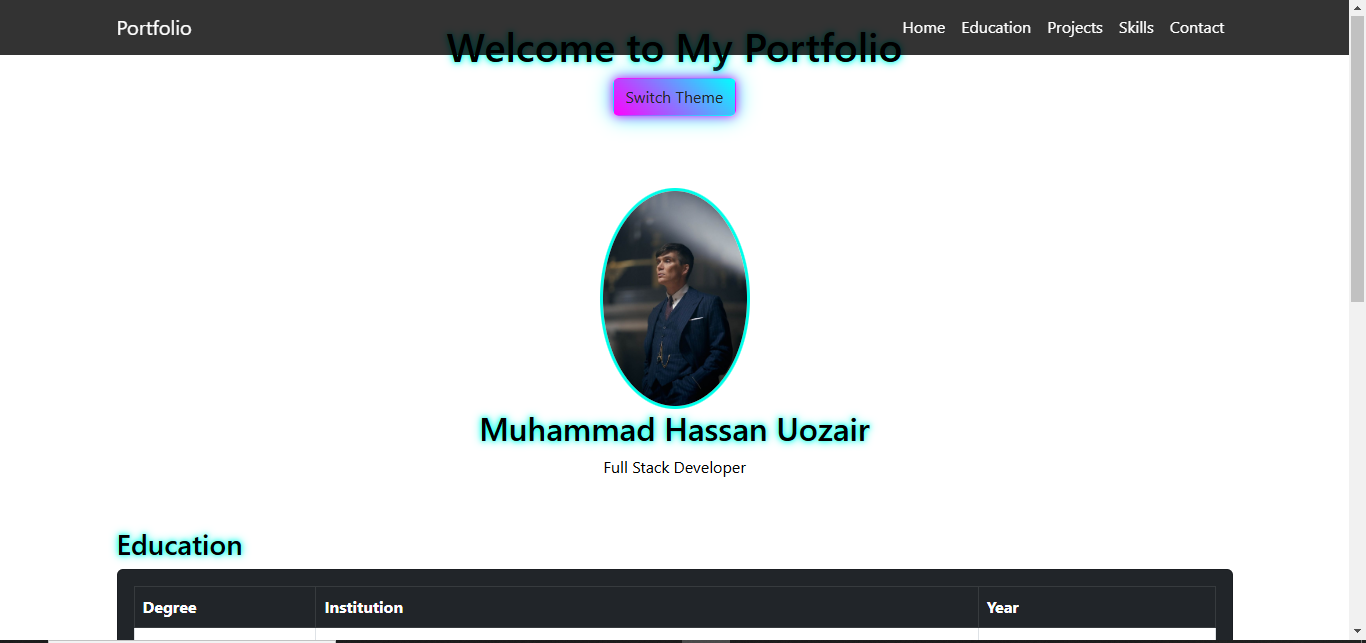 Portfolio Home Education Projects Skills Contact
Welcome to My Portfolio
Switch Theme
Muhammad Hassan Uozair
Full Stack Developer
Education
Degree Institution Year